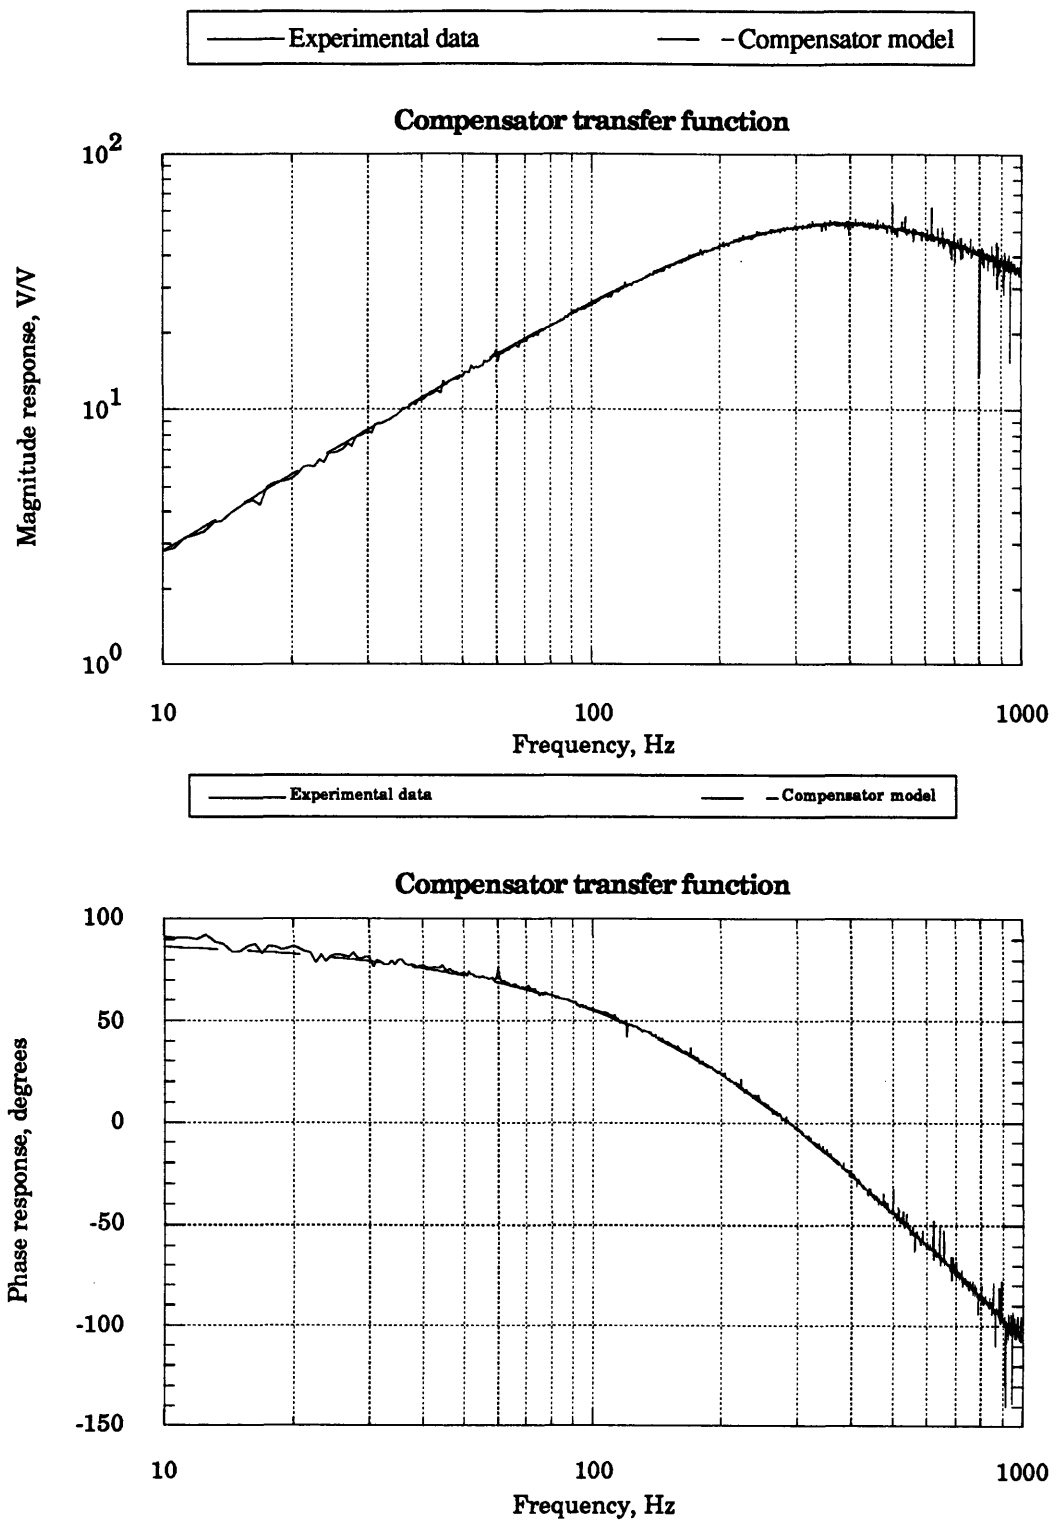 Experimental data — –Compensator model
Compensator transfer function
10^2
10^1
10^0
Magnitude response, V/V
10 100 1000
Frequency, Hz
Experimental data — –Compensator model
Compensator transfer function
100
50
0
-50
-100
-150
Phase response, degrees
10 100 1000
Frequency, Hz